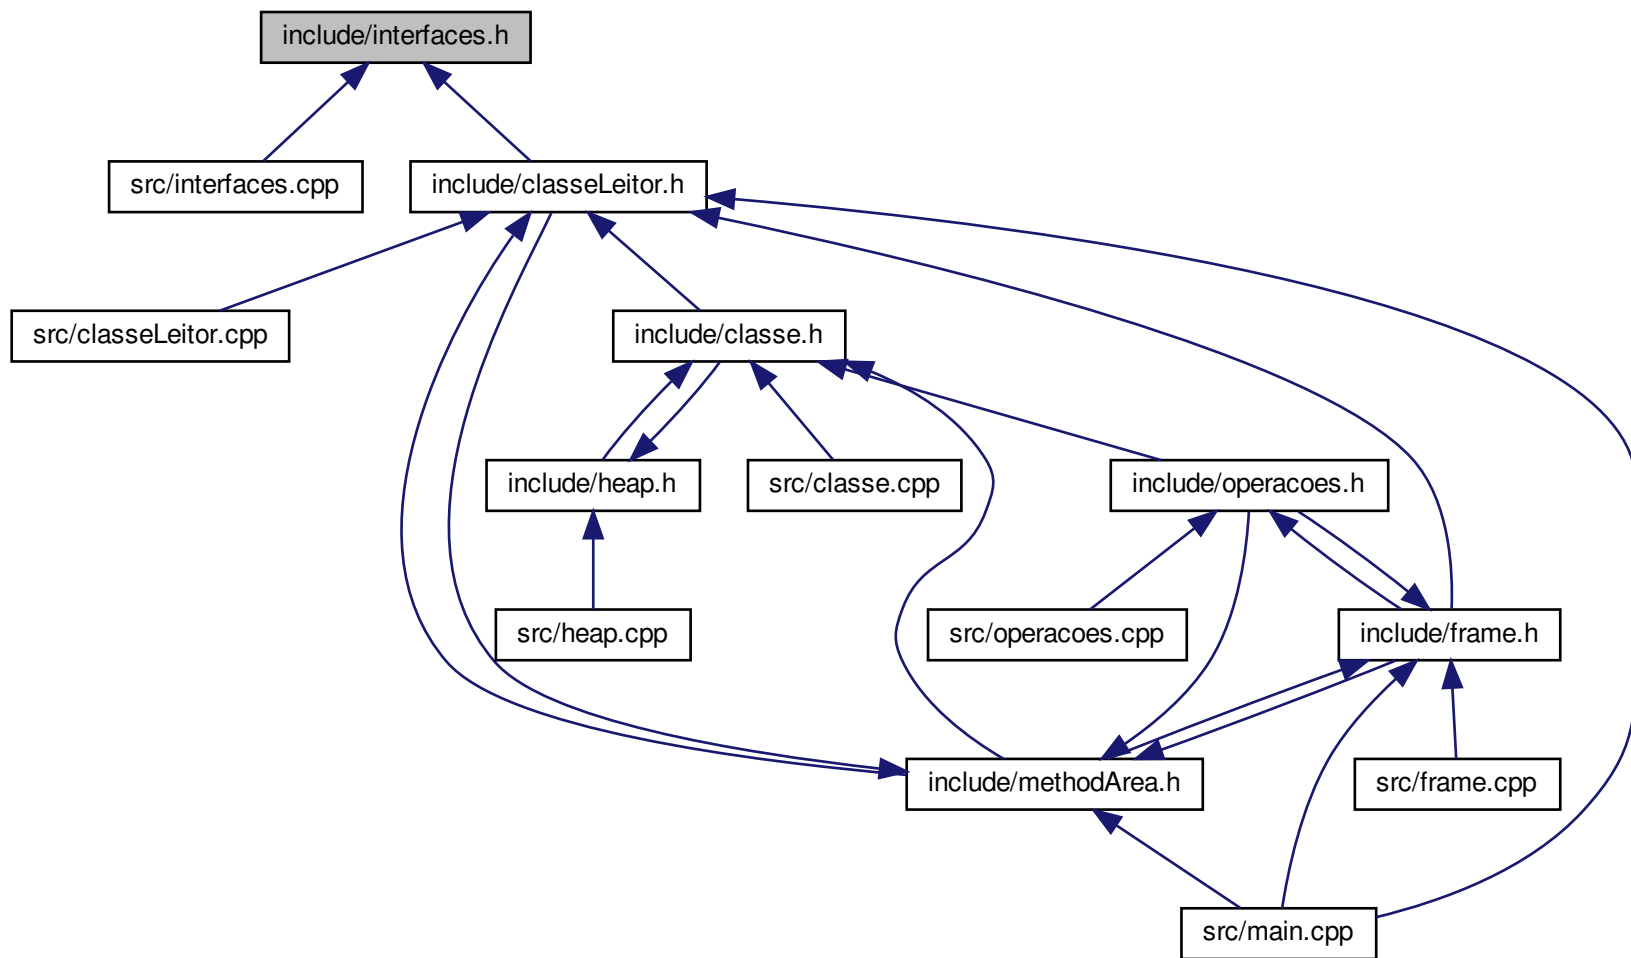 include/interfaces.h
src/interfaces.cpp
include/classeLeitor.h
src/classeLeitor.cpp
include/classe.h
include/heap.h
src/classe.cpp
include/operacoes.h
src/heap.cpp
src/operacoes.cpp
include/frame.h
include/methodArea.h
src/frame.cpp
src/main.cpp